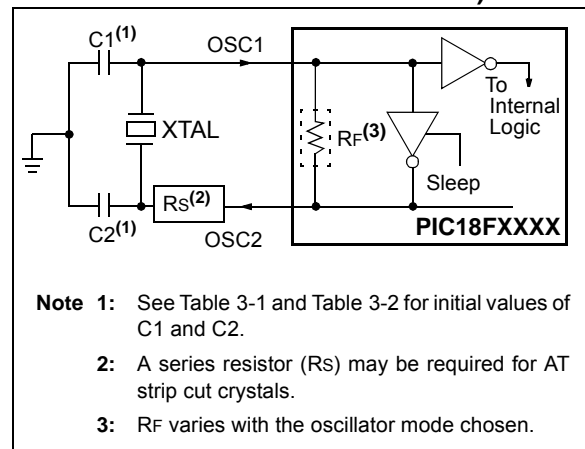 C1(1)
OSC1
To
Internal
Logic
XTAL
RF(3)
Sleep
RS(2)
C2(1)
OSC2
PIC18FXXXX
Note 1: See Table 3-1 and Table 3-2 for initial values of
C1 and C2.
2: A series resistor (RS) may be required for AT
strip cut crystals.
3: RF varies with the oscillator mode chosen.